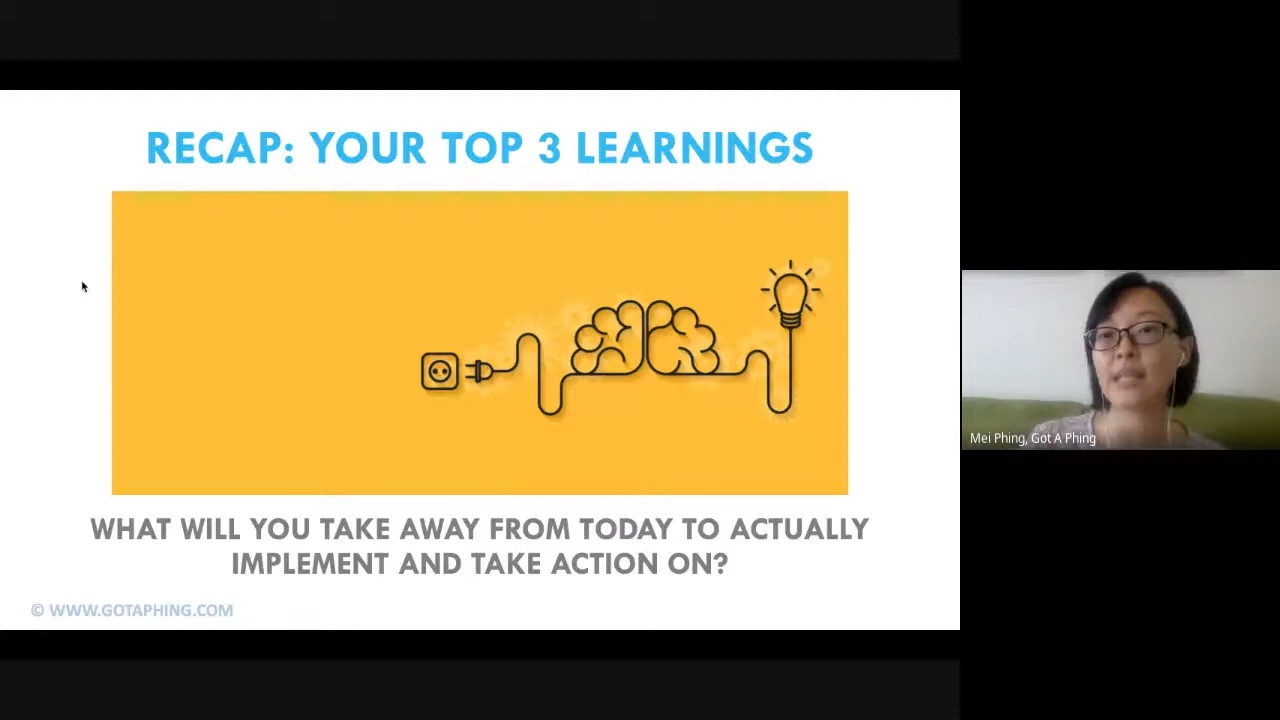 RECAP: YOUR TOP 3 LEARNINGS
WHAT WILL YOU TAKE AWAY FROM TODAY TO ACTUALLY
IMPLEMENT AND TAKE ACTION ON?
© WWW.GOTAPHING.COM
Mei Phing, Got A Phing